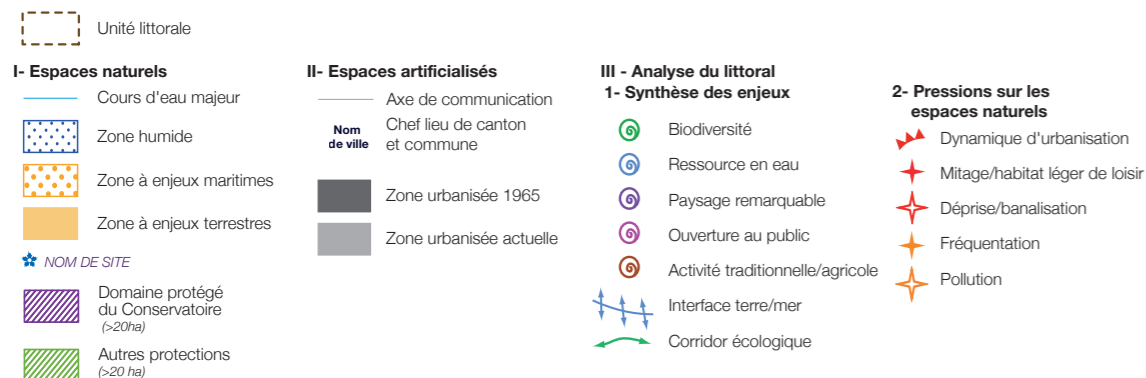 Unité littorale
I- Espaces naturels
Cours d'eau majeur
Zone humide
Zone à enjeux maritimes
Zone à enjeux terrestres
NOM DE SITE
Domaine protégé
du Conservatoire
(>20ha)
Autres protections
(>20 ha)
II- Espaces artificialisés
Axe de communication
Nom
de ville
Chef lieu de canton
et commune
Zone urbanisée 1965
Zone urbanisée actuelle
III - Analyse du littoral
1- Synthèse des enjeux
Biodiversité
Ressource en eau
Paysage remarquable
Ouverture au public
Activité traditionnelle/agricole
Interface terre/mer
Corridor écologique
2- Pressions sur les
espaces naturels
Dynamique d'urbanisation
Mitage/habitat léger de loisir
Déprise/banalisation
Fréquentation
Pollution